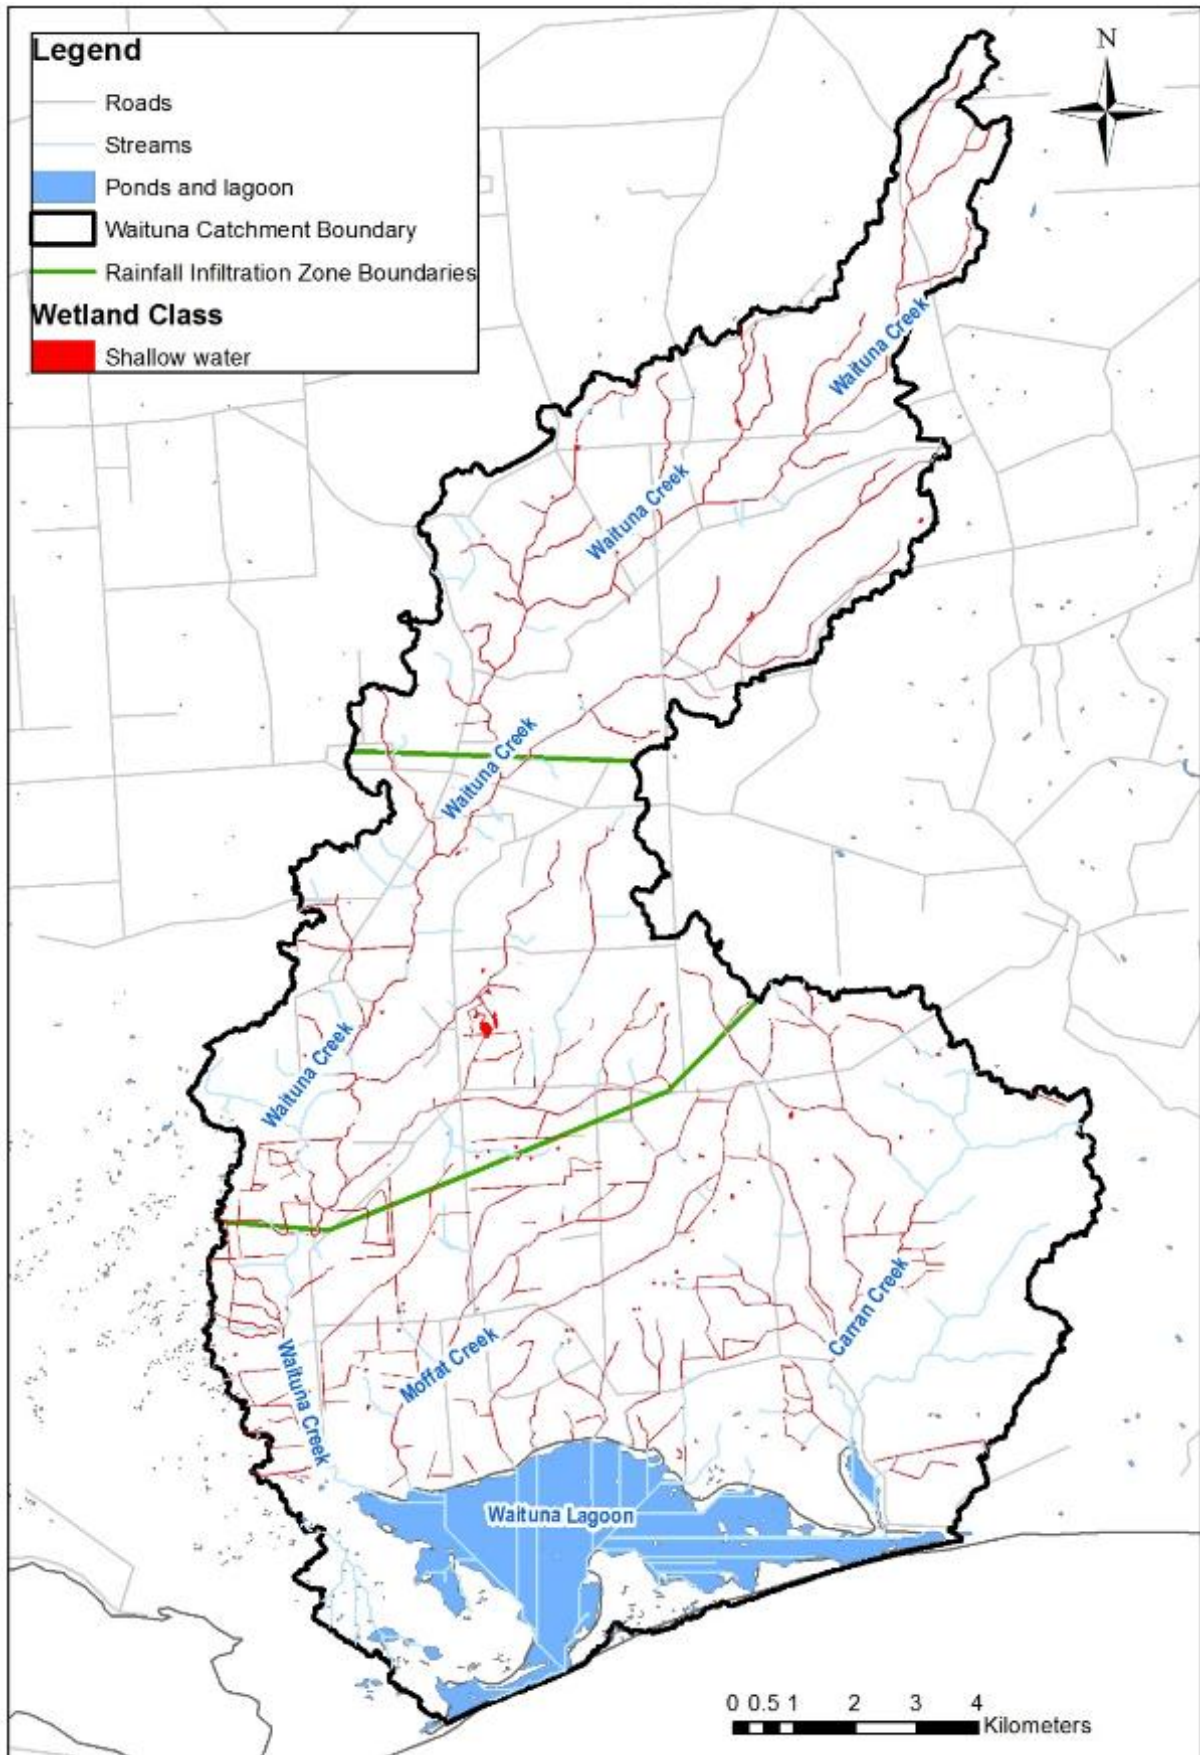 Legend
Roads
Streams
Ponds and lagoon
Waituna Catchment Boundary
Rainfall Infiltration Zone Boundaries
Wetland Class
Shallow water
N
Waituna Creek
Waituna Creek
Waituna Creek
Waituna Creek
Carran Creek
Moffat Creek
Waituna Creek
Waituna Lagoon
0 0.5 1 2 3 4
Kilometers